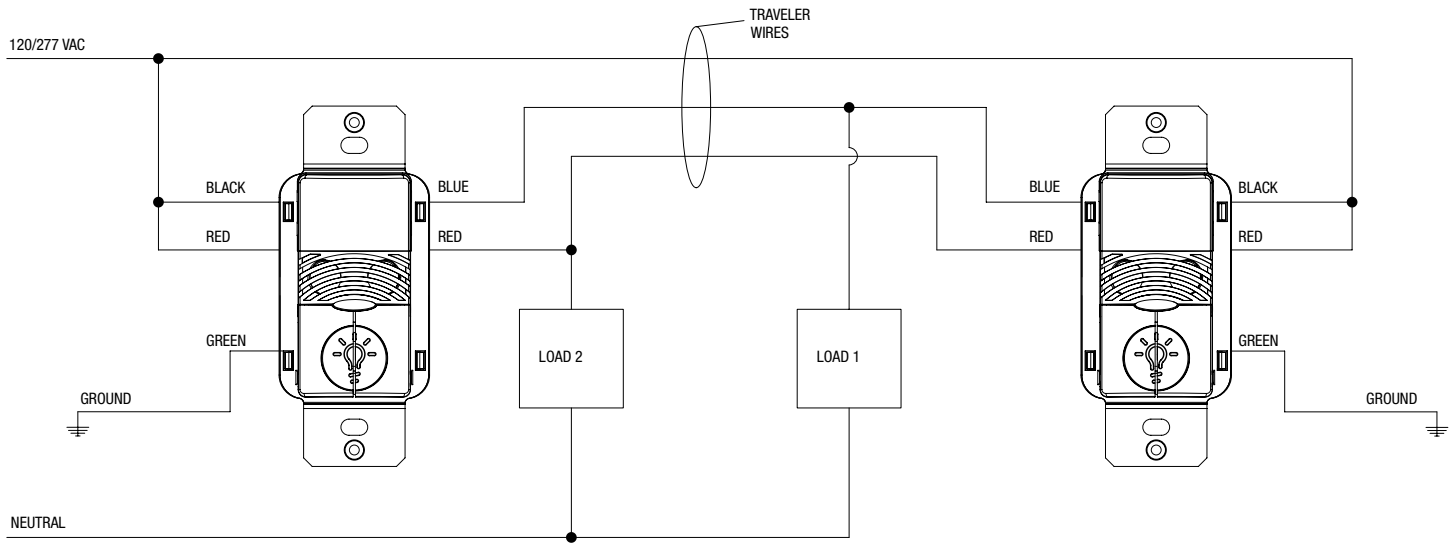 TRAVELER
WIRES
120/277 VAC
BLACK
BLUE
BLUE
BLACK
RED
RED
RED
RED
GREEN
LOAD 2
LOAD 1
GREEN
GROUND
GROUND
NEUTRAL